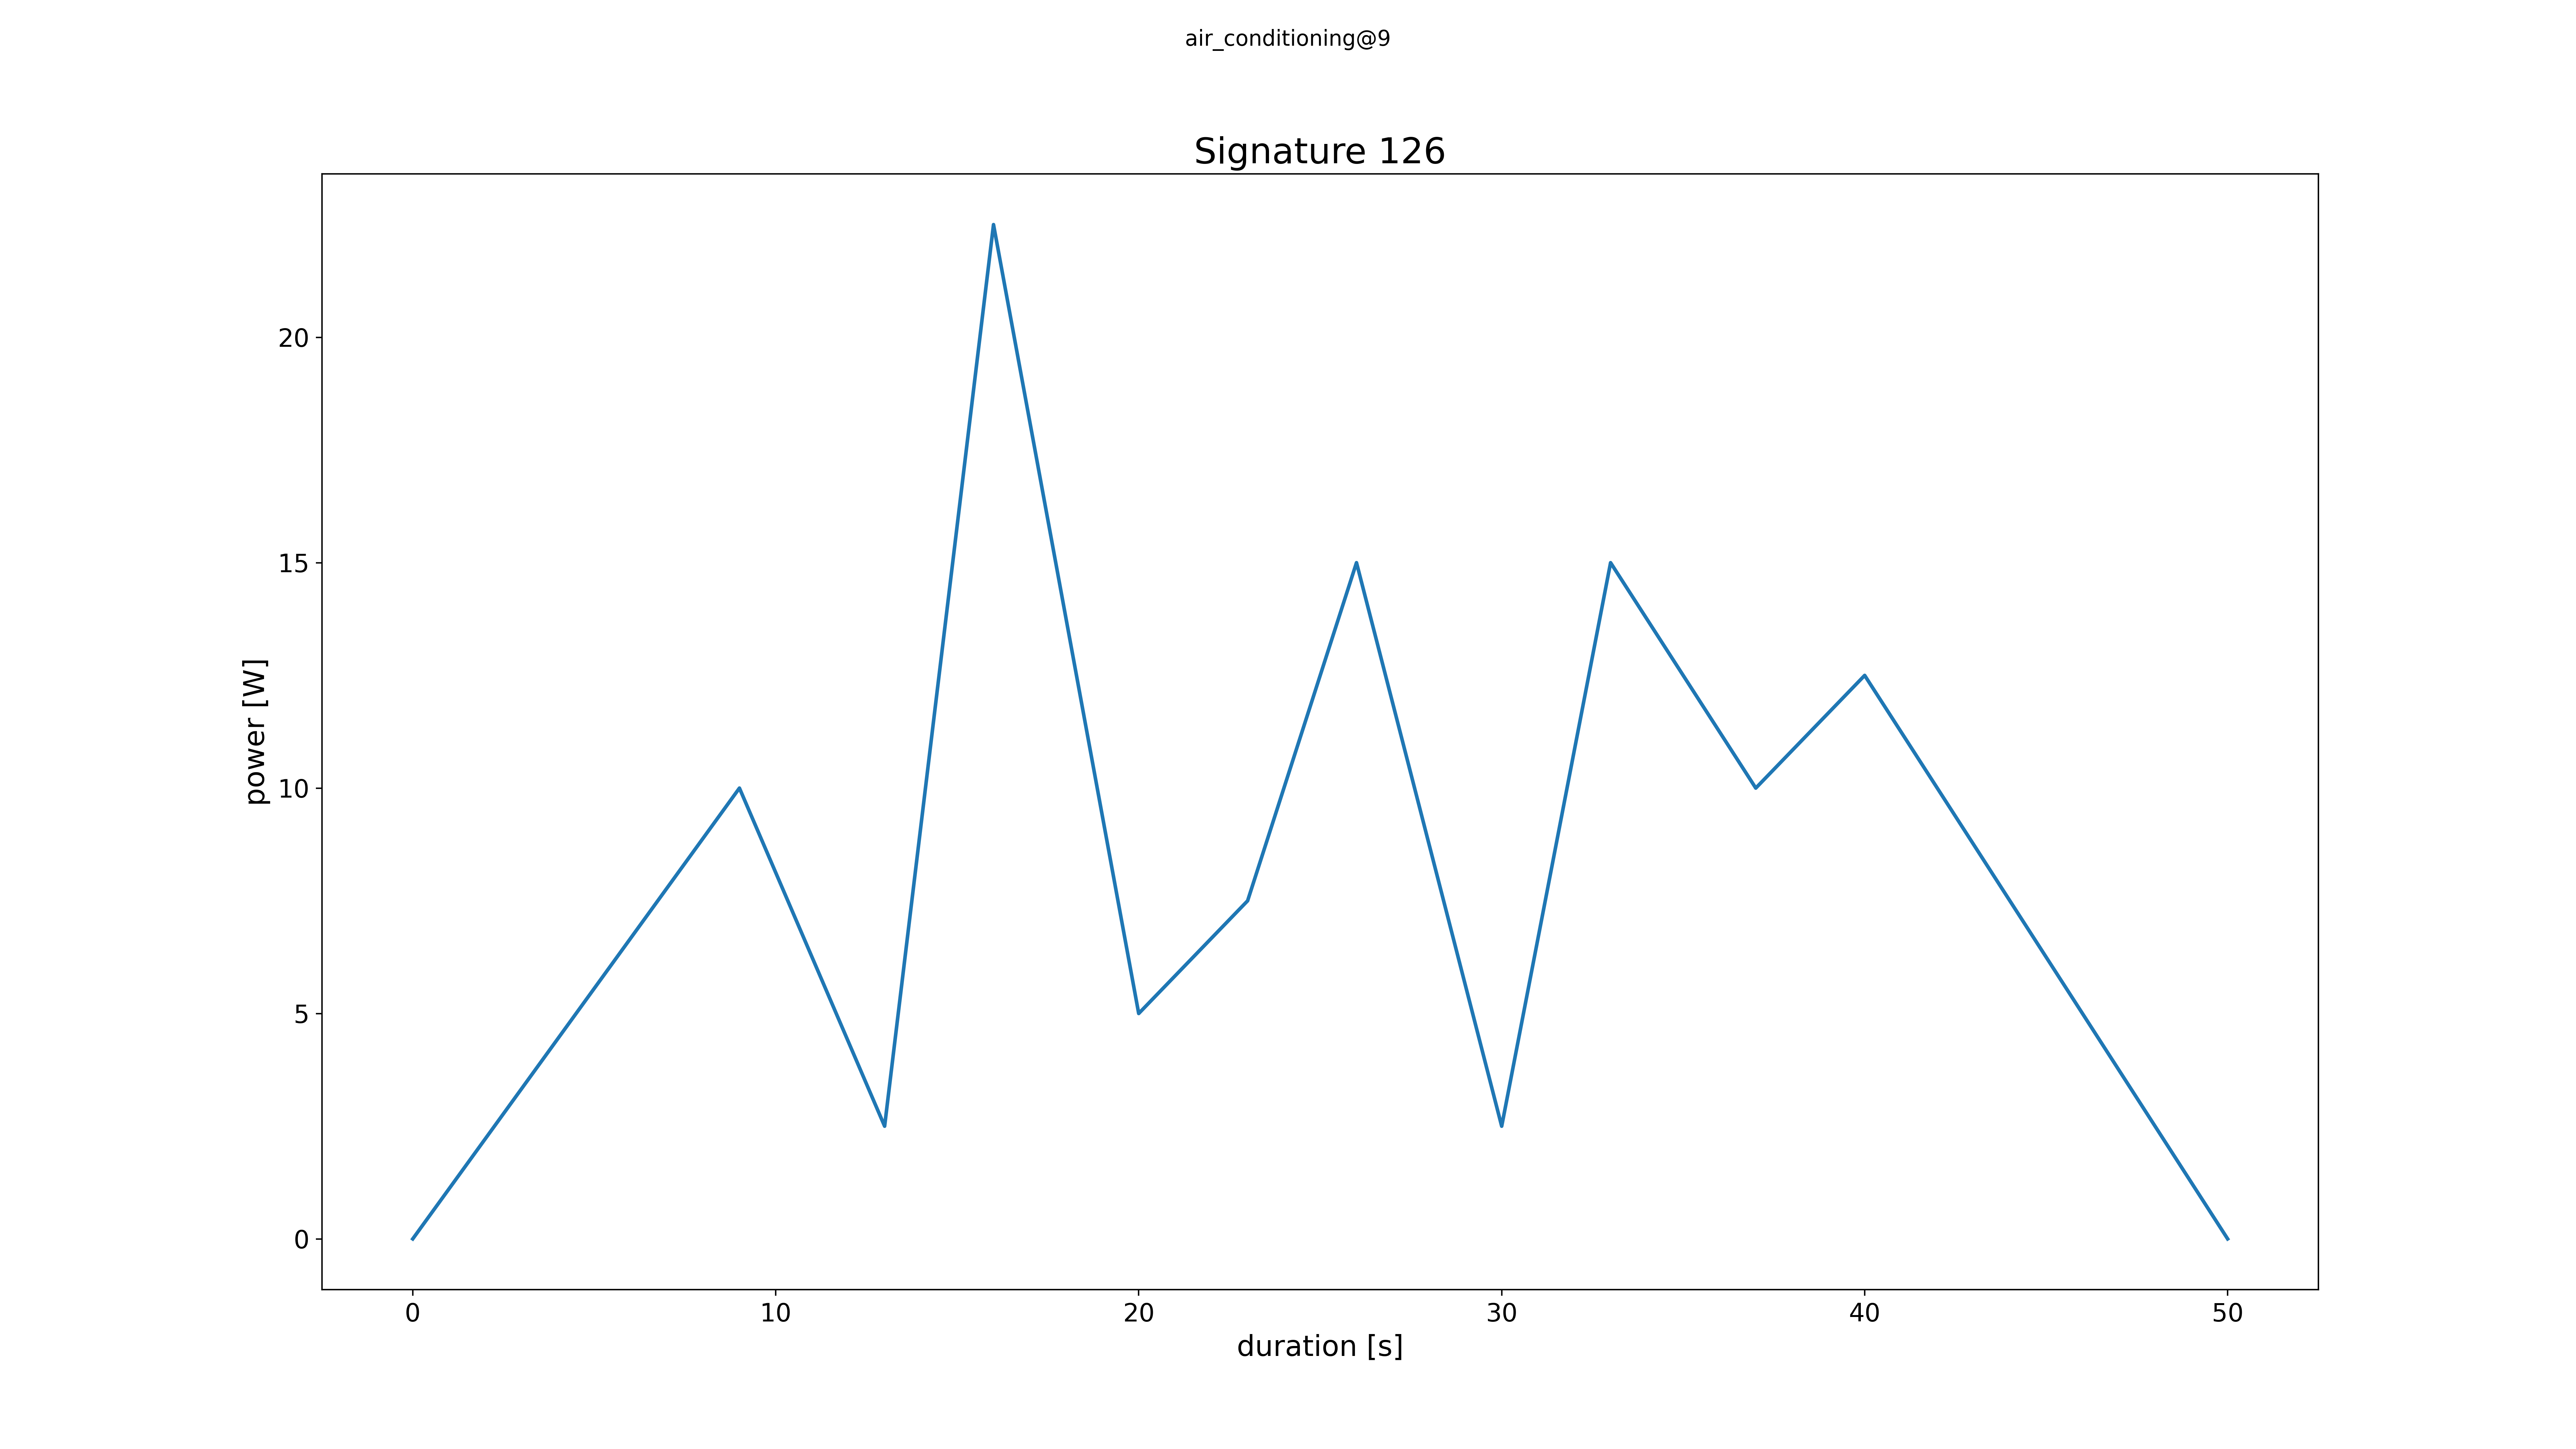 air_conditioning@9
Signature 126
power [W]
20
15
10
5
0
0 10 20 30 40 50
duration [s]